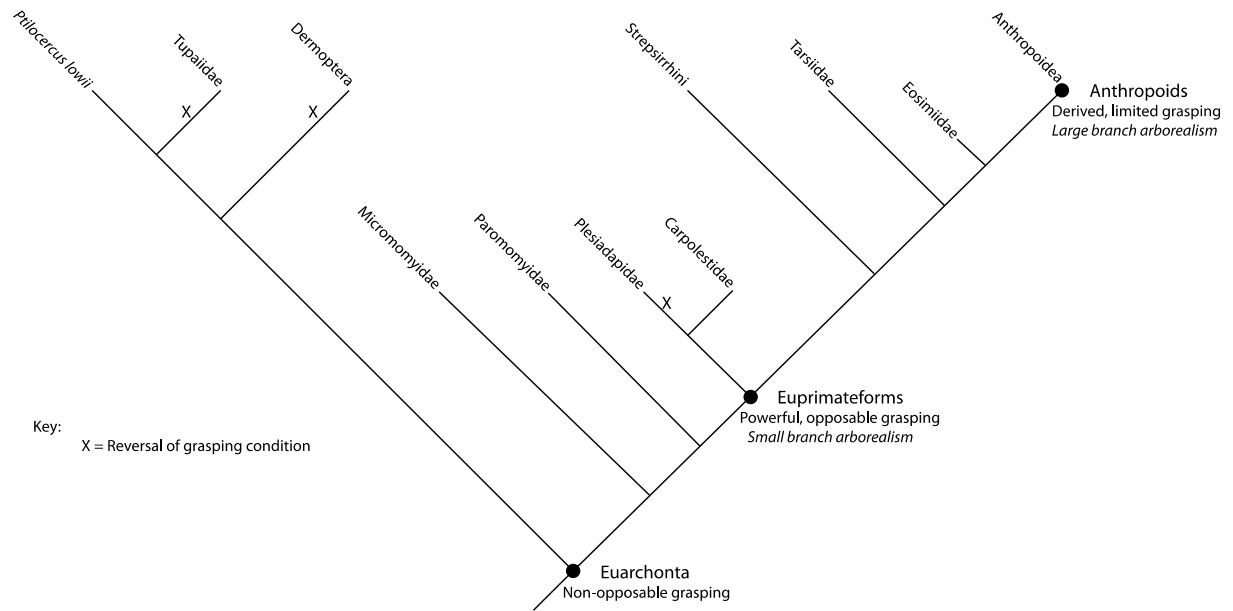 Ptilocercus lowii
Tupaiidae
Dermoptera
Strepsirrhini
Tarsiidae
Eosimiidae
Anthropoidea
X
X
Anthropoids
Derived, limited grasping
Large branch arborealism
Micromomyidae
Paromomyidae
Plesiadapidae
Carpolestidae
X
Euprimateforms
Powerful, opposable grasping
Small branch arborealism
Key:
X = Reversal of grasping condition
Euarchonta
Non-opposable grasping